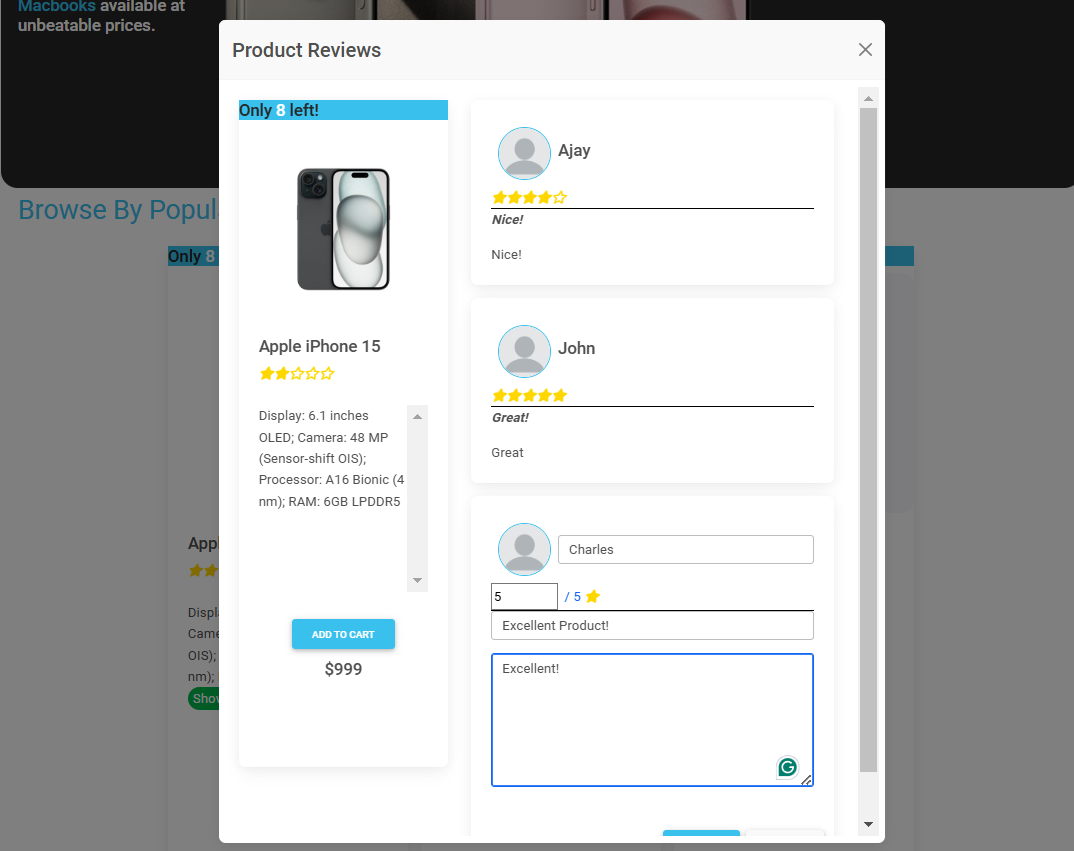 Macbooks available at
unbeatable prices.
Product Reviews
Browse By Popul
Only 8
Only 8 left!
Apple iPhone 15
Display: 6.1 inches
OLED; Camera: 48 MP
(Sensor-shift OIS);
Processor: A16 Bionic (4
nm); RAM: 6GB LPDDR5
ADD TO CART
$999
Ajay
Nice!
Nice!
John
Great!
Great
Charles
5 / 5
Excellent Product!
Excellent!
G
Appl
Displ
Came
OIS);
nm);
Show